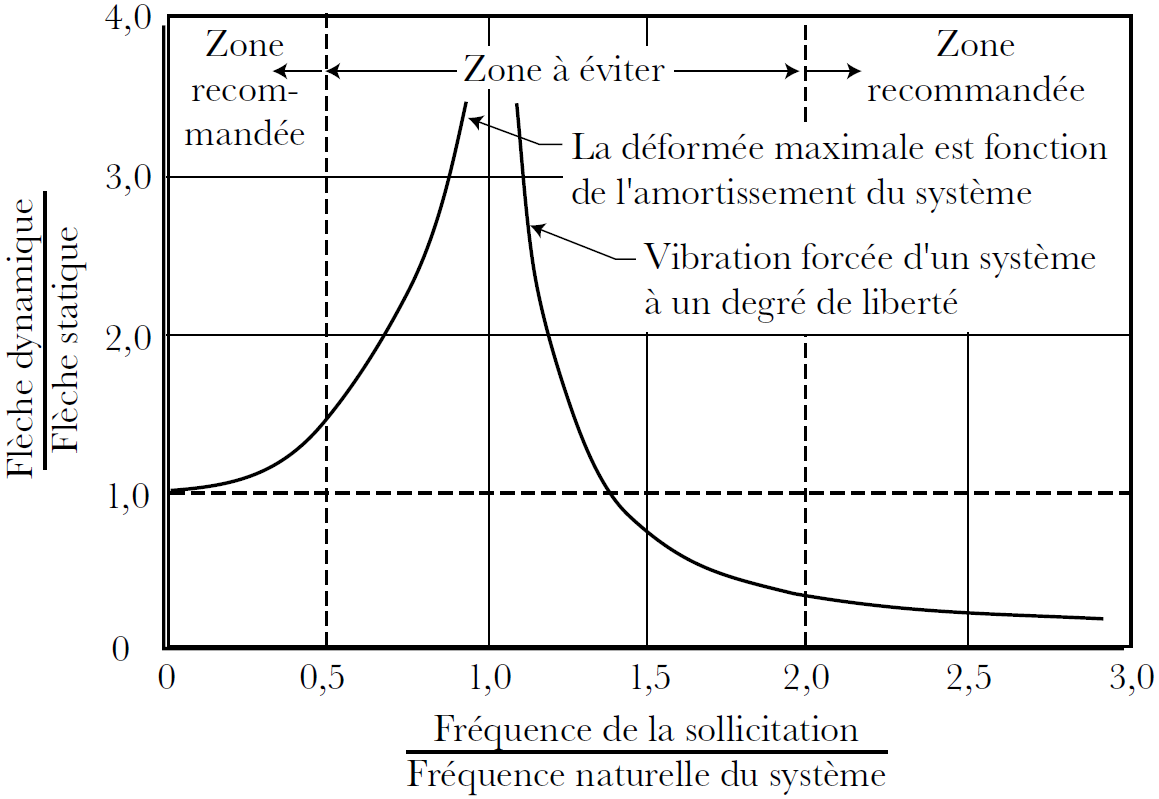 4,0
3,0
2,0
1,0
0
Flèche dynamique
Flèche statique
Zone
recom-
mandée
Zone à éviter
Zone
recommandée
La déformée maximale est fonction
de l'amortissement du système
Vibration forcée d'un système
à un degré de liberté
0 0,5 1,0 1,5 2,0 2,5 3,0
Fréquence de la sollicitation
Fréquence naturelle du système